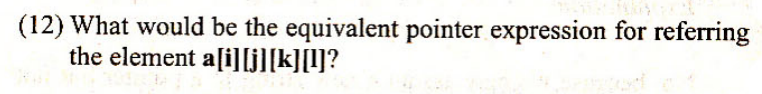 (12) What would be the equivalent pointer expression for referring
the element a[i][j][k][l]?